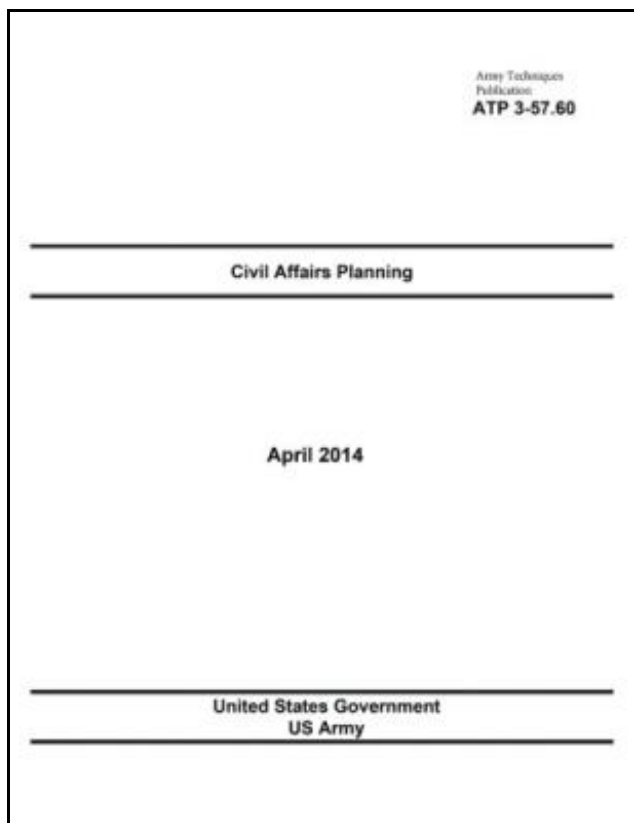 Army Techniques
Publication
ATP 3-57.60
Civil Affairs Planning
April 2014
United States Government
US Army